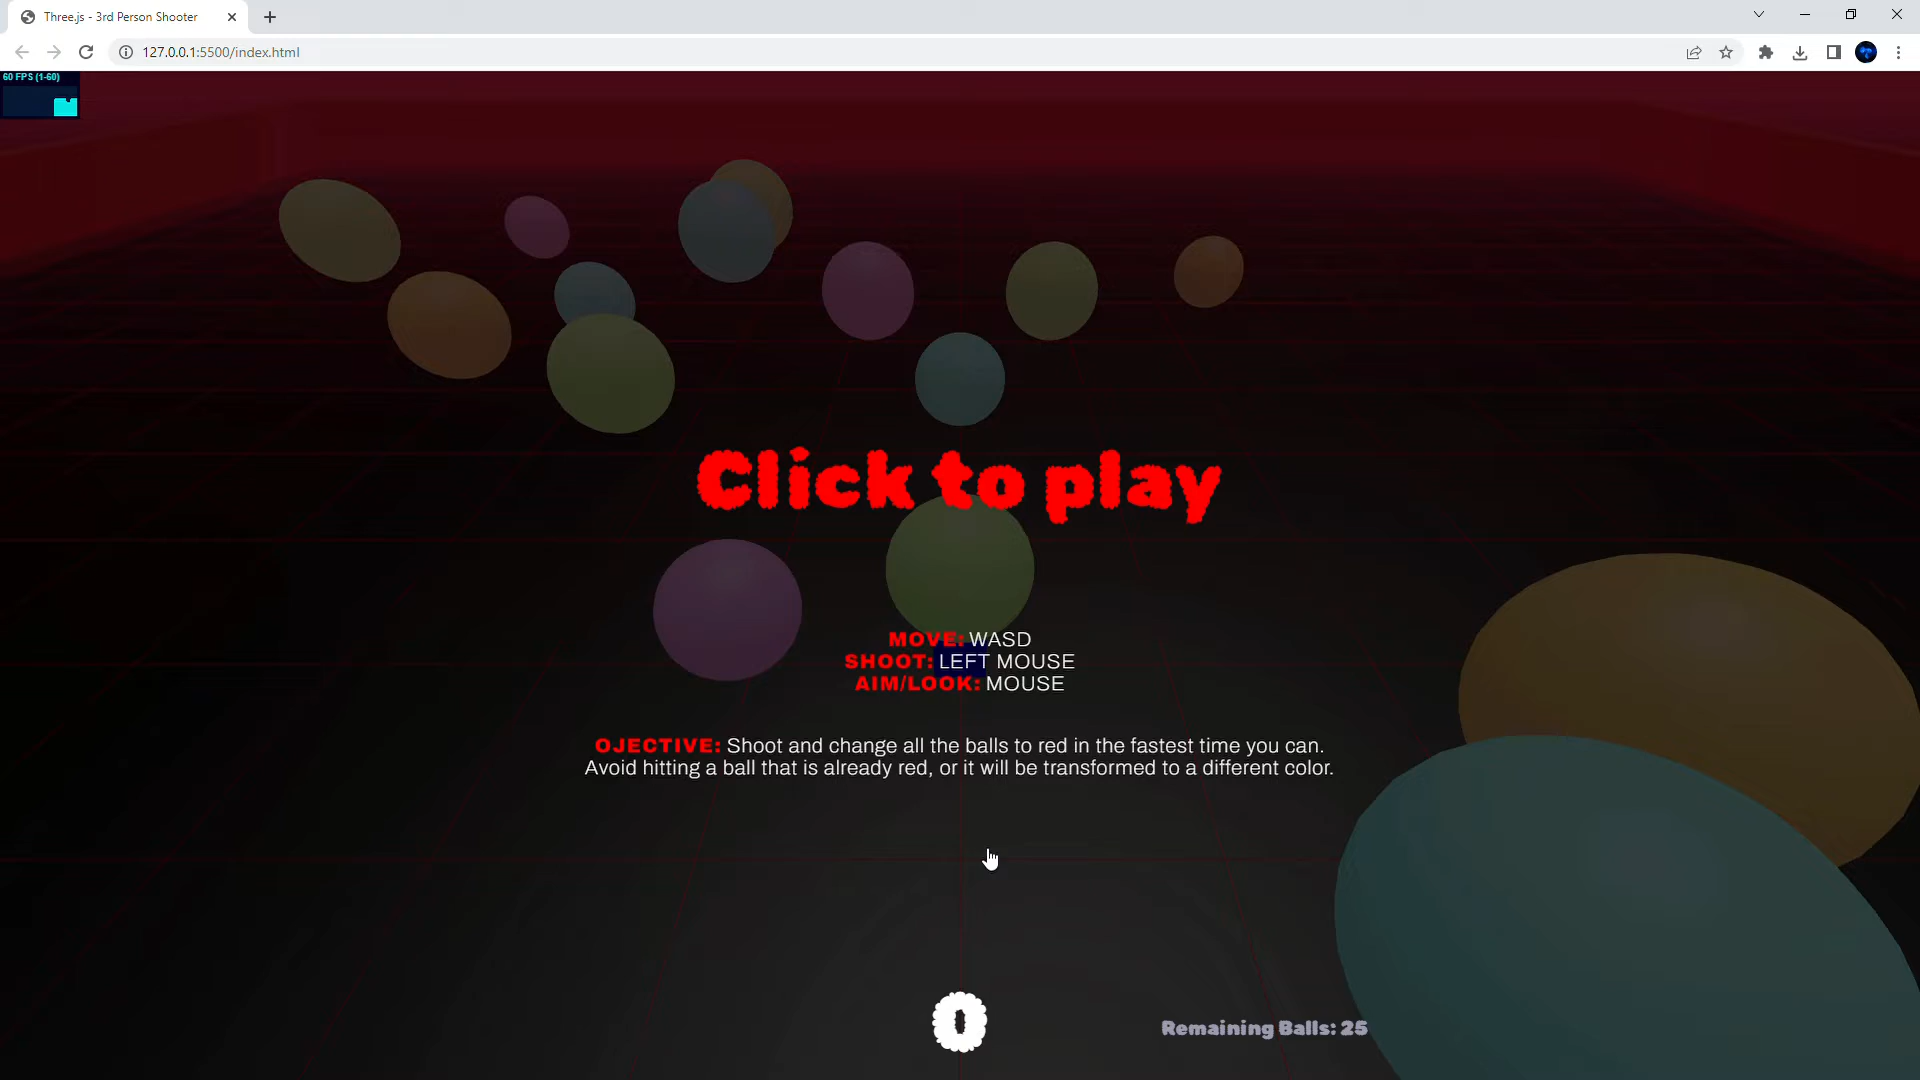 Three.js - 3rd Person Shooter
127.0.0.1:5500/index.html
60 FPS (1-60)
Click to play
MOVE: WASD
SHOOT: LEFT MOUSE
AIM/LOOK: MOUSE
OJECTIVE: Shoot and change all the balls to red in the fastest time you can.
Avoid hitting a ball that is already red, or it will be transformed to a different color.
0
Remaining Balls: 25